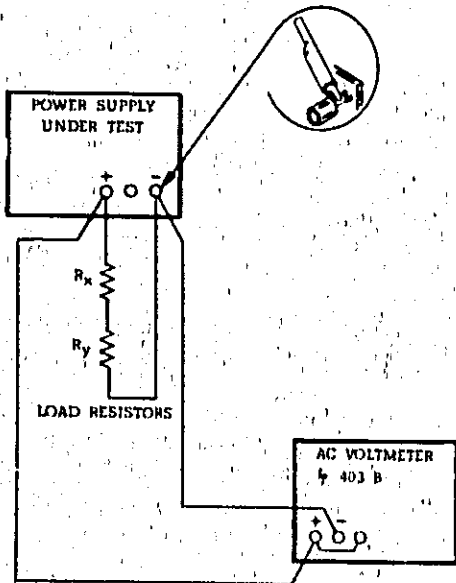 POWER SUPPLY
UNDER TEST
+ -
Rx
Ry
LOAD RESISTORS
AC VOLTMETER
403 B
+ -